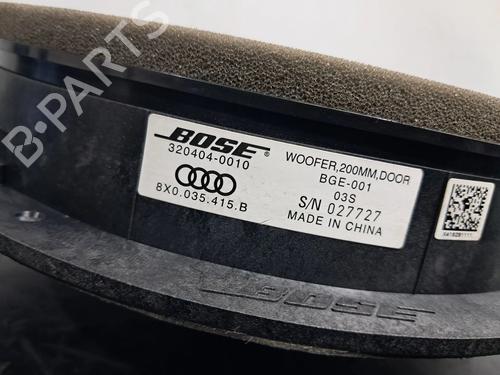 B-PARTS
BOSE®
320404-0010
8X0.035.415.B
WOOFER,200MM,DOOR
BGE-001
03S
S/N 027727
MADE IN CHINA
BOSE